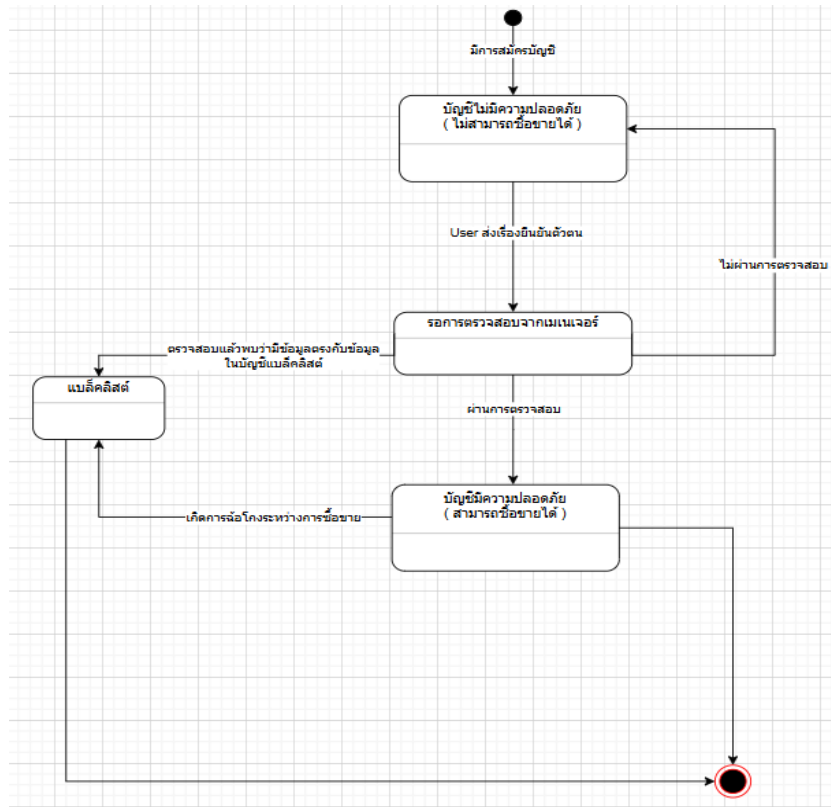 มีการสมัครบัญชี
บัญชีไม่มีความปลอดภัย
( ไม่สามารถซื้อขายได้ )
User ส่งเรื่องยืนยันตัวตน
ไม่ผ่านการตรวจสอบ
รอการตรวจสอบจากเมเนเจอร์
ตรวจสอบแล้วพบว่ามีข้อมูลตรงกับข้อมูล
ในบัญชีแบล็คลิสต์
แบล็คลิสต์
ผ่านการตรวจสอบ
บัญชีมีความปลอดภัย
( สามารถซื้อขายได้ )
เกิดการฉ้อโกงระหว่างการซื้อขาย